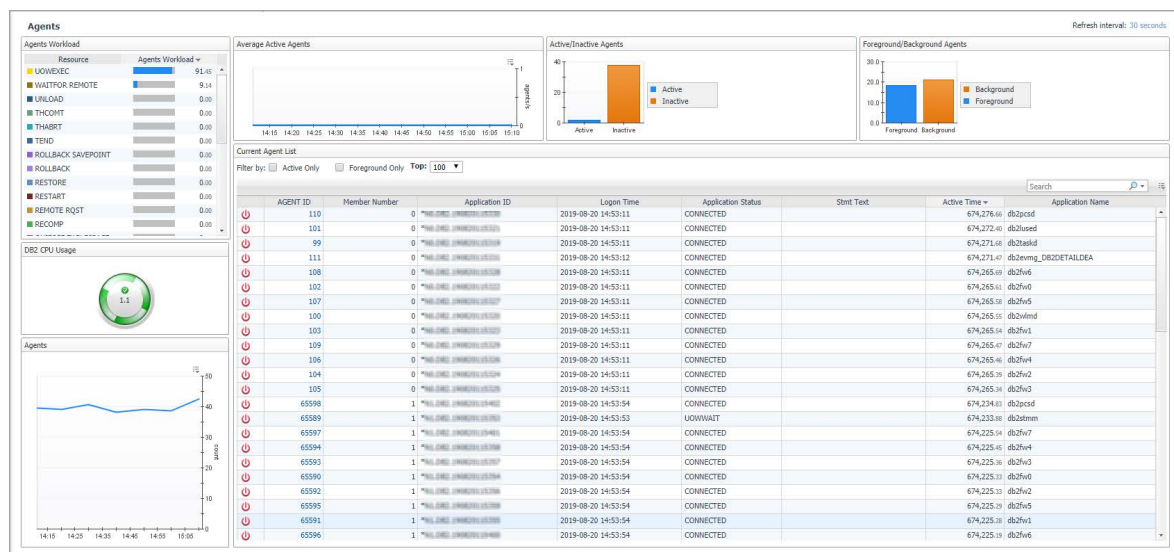 Agents
Refresh interval: 30 seconds
Agents Workload
Resource Agents Workload
UOWEXEC 91.45
WAITFOR REMOTE 9.14
UNLOAD 0.00
THCOMT 0.00
THABRT 0.00
TEND 0.00
ROLLBACK SAVEPOINT 0.00
ROLLBACK 0.00
RESTORE 0.00
RESTART 0.00
REMOTE RQST 0.00
RECOMP 0.00
Average Active Agents
1
agents/s
0
14:15 14:20 14:25 14:30 14:35 14:40 14:45 14:50 14:55 15:00 15:05 15:10
Active/Inactive Agents
40
20
0
Active Inactive
Active
Inactive
Foreground/Background Agents
30.0
20.0
10.0
0.0
Foreground Background
Background
Foreground
DB2 CPU Usage
1.1
Agents
50
40
30
count
20
10
0
14:15 14:25 14:35 14:45 14:55 15:05
Current Agent List
Filter by: Active Only Foreground Only Top: 100
Search
AGENT ID Member Number Application ID Logon Time Application Status Stmt Text Active Time Application Name
110 0 2019-08-20 14:53:11 CONNECTED 674,276.66 db2pcsd
101 0 2019-08-20 14:53:11 CONNECTED 674,272.40 db2lused
99 0 2019-08-20 14:53:11 CONNECTED 674,271.68 db2taskd
111 0 2019-08-20 14:53:12 CONNECTED 674,271.47 db2evmg_DB2DETAILDEA
108 0 2019-08-20 14:53:11 CONNECTED 674,265.69 db2fw6
102 0 2019-08-20 14:53:11 CONNECTED 674,265.61 db2fw0
107 0 2019-08-20 14:53:11 CONNECTED 674,265.58 db2fw5
100 0 2019-08-20 14:53:11 CONNECTED 674,265.55 db2wlmd
103 0 2019-08-20 14:53:11 CONNECTED 674,265.54 db2fw1
109 0 2019-08-20 14:53:11 CONNECTED 674,265.47 db2fw7
106 0 2019-08-20 14:53:11 CONNECTED 674,265.46 db2fw4
104 0 2019-08-20 14:53:11 CONNECTED 674,265.39 db2fw2
105 0 2019-08-20 14:53:11 CONNECTED 674,265.34 db2fw3
65598 1 2019-08-20 14:53:54 CONNECTED 674,234.83 db2pcsd
65589 1 2019-08-20 14:53:53 UOWWAIT 674,233.88 db2stmm
65597 1 2019-08-20 14:53:54 CONNECTED 674,225.54 db2fw7
65594 1 2019-08-20 14:53:54 CONNECTED 674,225.45 db2fw4
65593 1 2019-08-20 14:53:54 CONNECTED 674,225.36 db2fw3
65590 1 2019-08-20 14:53:54 CONNECTED 674,225.33 db2fw0
65592 1 2019-08-20 14:53:54 CONNECTED 674,225.33 db2fw2
65595 1 2019-08-20 14:53:54 CONNECTED 674,225.29 db2fw5
65591 1 2019-08-20 14:53:54 CONNECTED 674,225.28 db2fw1
65596 1 2019-08-20 14:53:54 CONNECTED 674,225.19 db2fw6